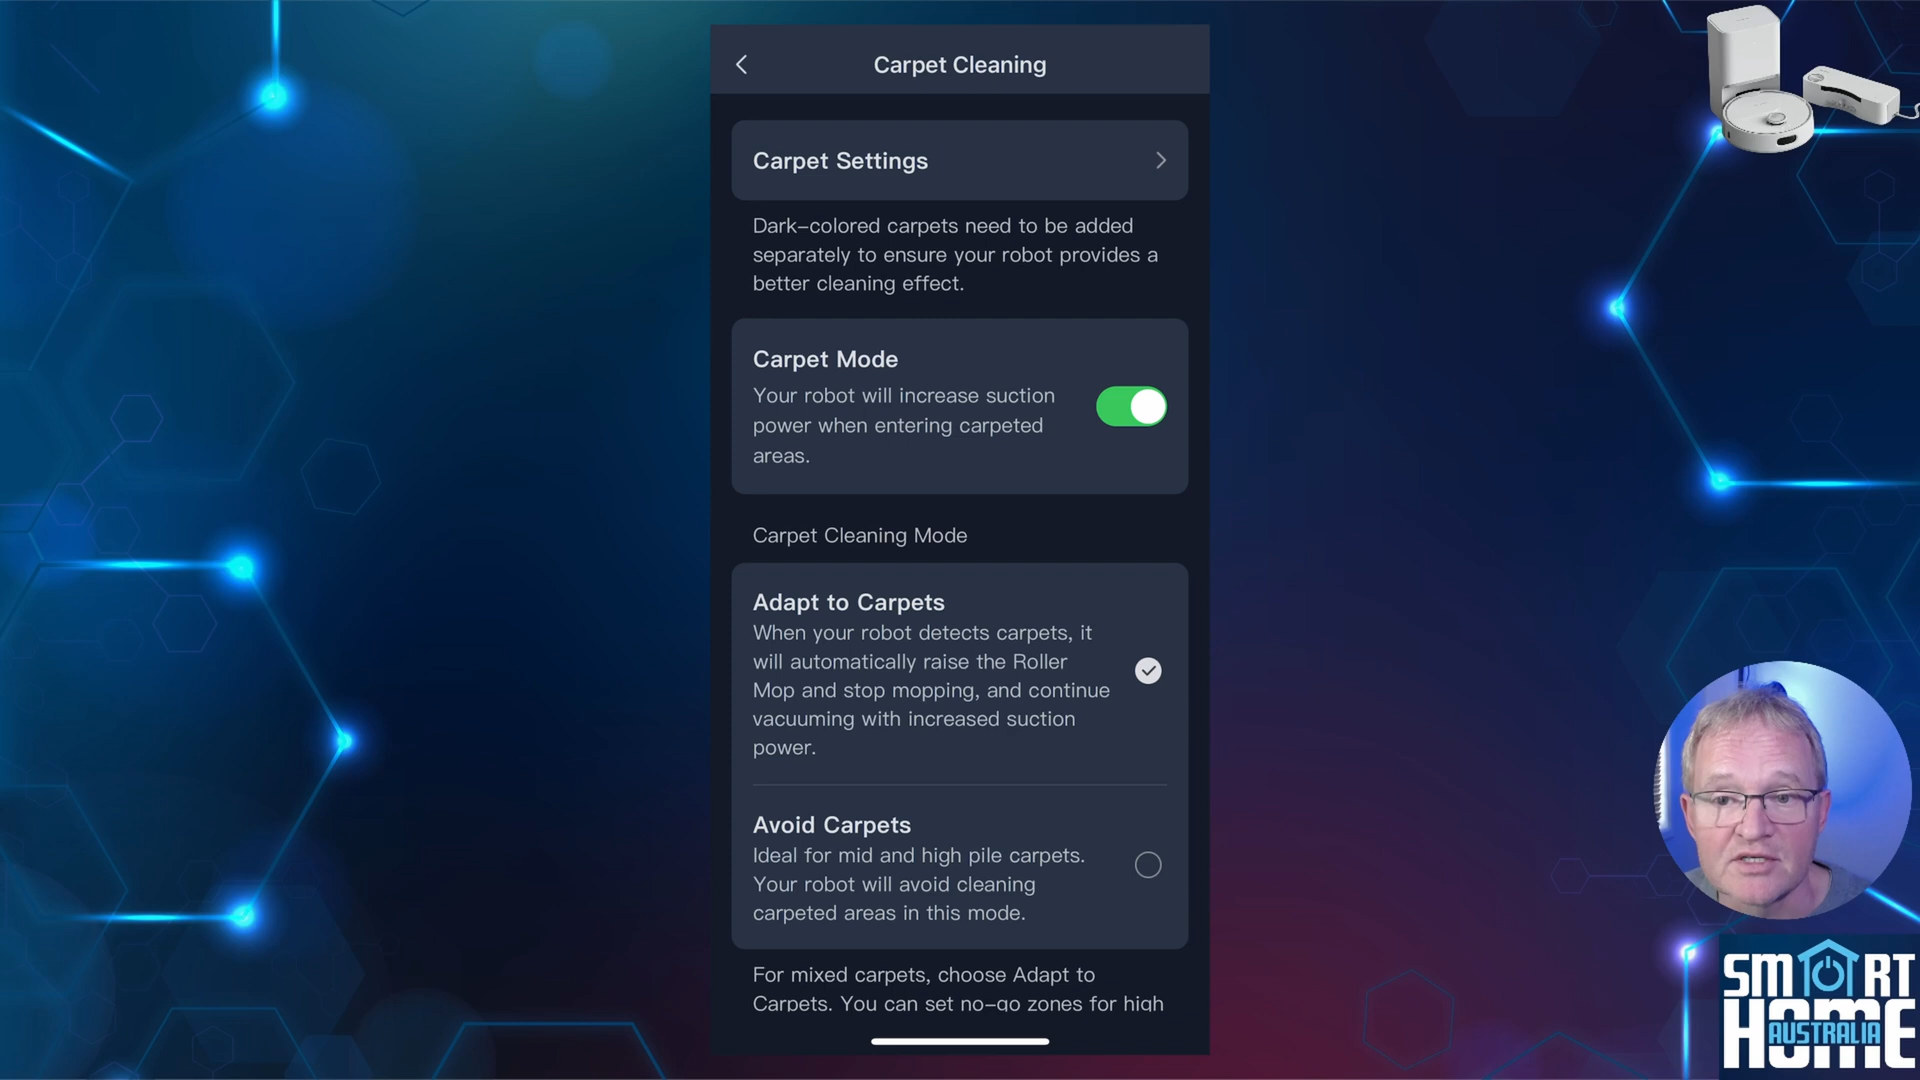 Carpet Cleaning
Carpet Settings
Dark-colored carpets need to be added
separately to ensure your robot provides a
better cleaning effect.
Carpet Mode
Your robot will increase suction
power when entering carpeted
areas.
Carpet Cleaning Mode
Adapt to Carpets
When your robot detects carpets, it
will automatically raise the Roller
Mop and stop mopping, and continue
vacuuming with increased suction
power.
Avoid Carpets
Ideal for mid and high pile carpets.
Your robot will avoid cleaning
carpeted areas in this mode.
For mixed carpets, choose Adapt to
Carpets. You can set no-go zones for high
SMART
HOME
AUSTRALIA